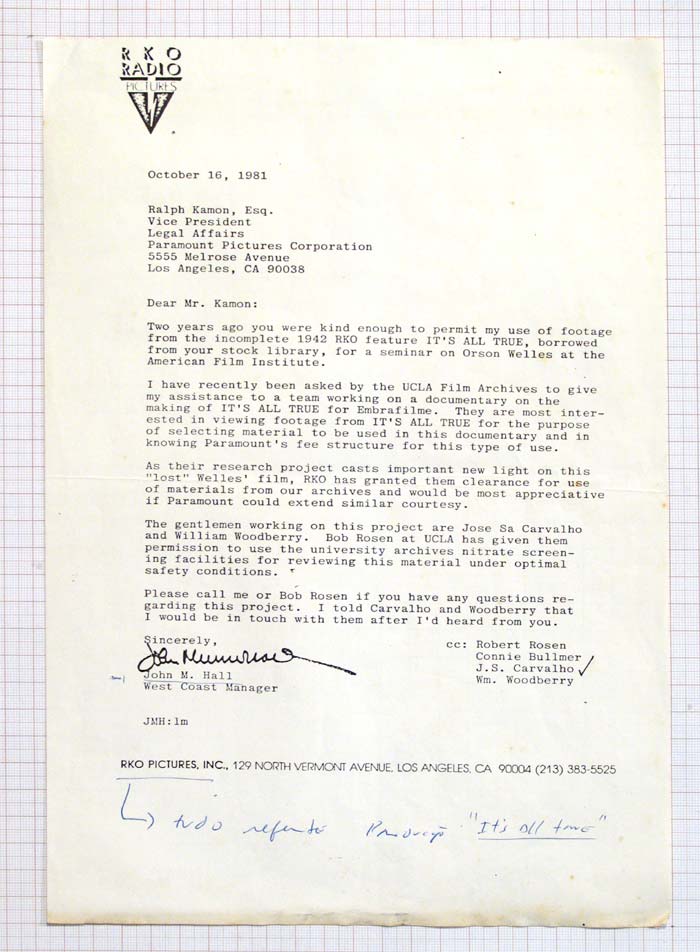 RKO
RADIO
PICTURES
October 16, 1981
Ralph Kamon, Esq.
Vice President
Legal Affairs
Paramount Pictures Corporation
5555 Melrose Avenue
Los Angeles, CA 90038
Dear Mr. Kamon:
Two years ago you were kind enough to permit my use of footage
from the incomplete 1942 RKO feature IT'S ALL TRUE, borrowed
from your stock library, for a seminar on Orson Welles at the
American Film Institute.
I have recently been asked by the UCLA Film Archives to give
my assistance to a team working on a documentary on the
making of IT'S ALL TRUE for Embrafilme. They are most inter-
ested in viewing footage from IT'S ALL TRUE for the purpose
of selecting material to be used in this documentary and in
knowing Paramount's fee structure for this type of use.
As their research project casts important new light on this
"lost" Welles' film, RKO has granted them clearance for use
of materials from our archives and would be most appreciative
if Paramount could extend similar courtesy.
The gentlemen working on this project are Jose Sa Carvalho
and William Woodberry. Bob Rosen at UCLA has given them
permission to use the university archives nitrate screen-
ing facilities for reviewing this material under optimal
safety conditions.
Please call me or Bob Rosen if you have any questions re-
garding this project. I told Carvalho and Woodberry that
I would be in touch with them after I'd heard from you.
Sincerely,
John M. Hall
West Coast Manager
cc: Robert Rosen
Connie Bullmer
J.S. Carvalho
Wm. Woodberry
JMH:lm
RKO PICTURES, INC., 129 NORTH VERMONT AVENUE, LOS ANGELES, CA 90004 (213) 383-5525
tudo referente Produção "It's all true"